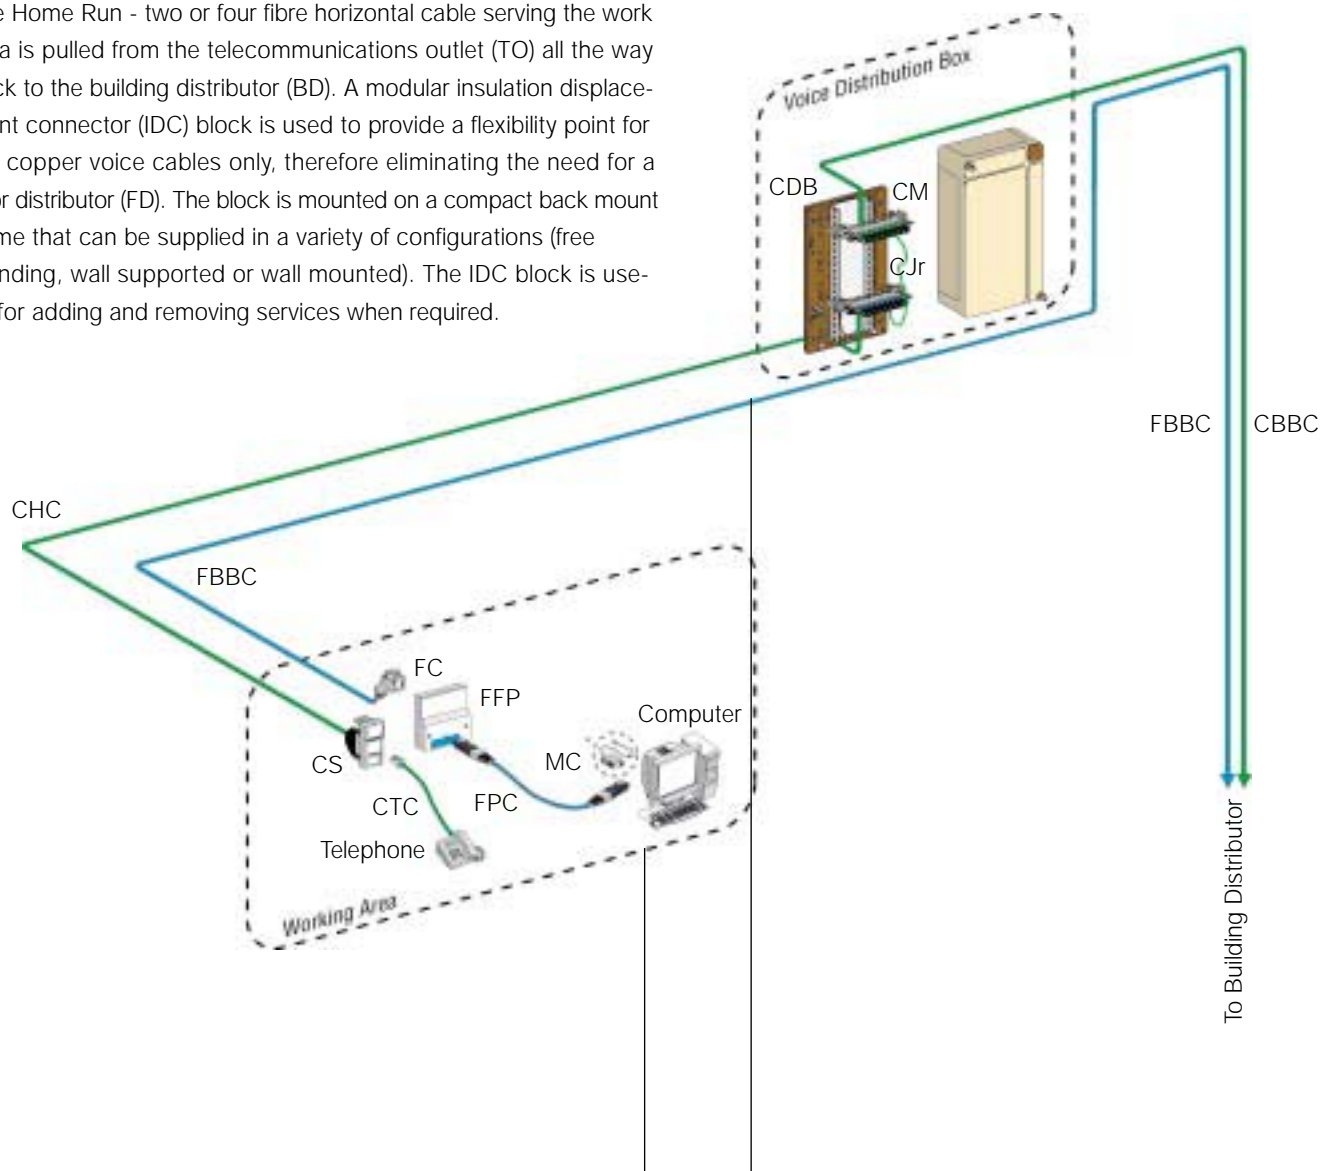 e Home Run - two or four fibre horizontal cable serving the work
a is pulled from the telecommunications outlet (TO) all the way
ck to the building distributor (BD). A modular insulation displace-
nt connector (IDC) block is used to provide a flexibility point for
copper voice cables only, therefore eliminating the need for a
or distributor (FD). The block is mounted on a compact back mount
me that can be supplied in a variety of configurations (free
nding, wall supported or wall mounted). The IDC block is use-
for adding and removing services when required.
Voice Distribution Box
CDB
CM
CJr
FBBC
CBBC
CHC
FBBC
FC
FFP
Computer
CS
MC
CTC
FPC
Telephone
Working Area
To Building Distributor